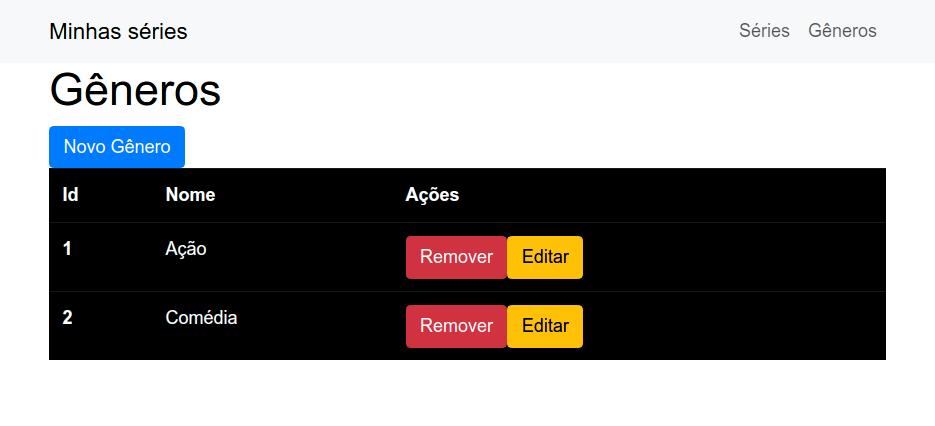 Minhas séries Séries Gêneros
Gêneros
Novo Gênero
Id Nome Ações
1 Ação Remover Editar
2 Comédia Remover Editar